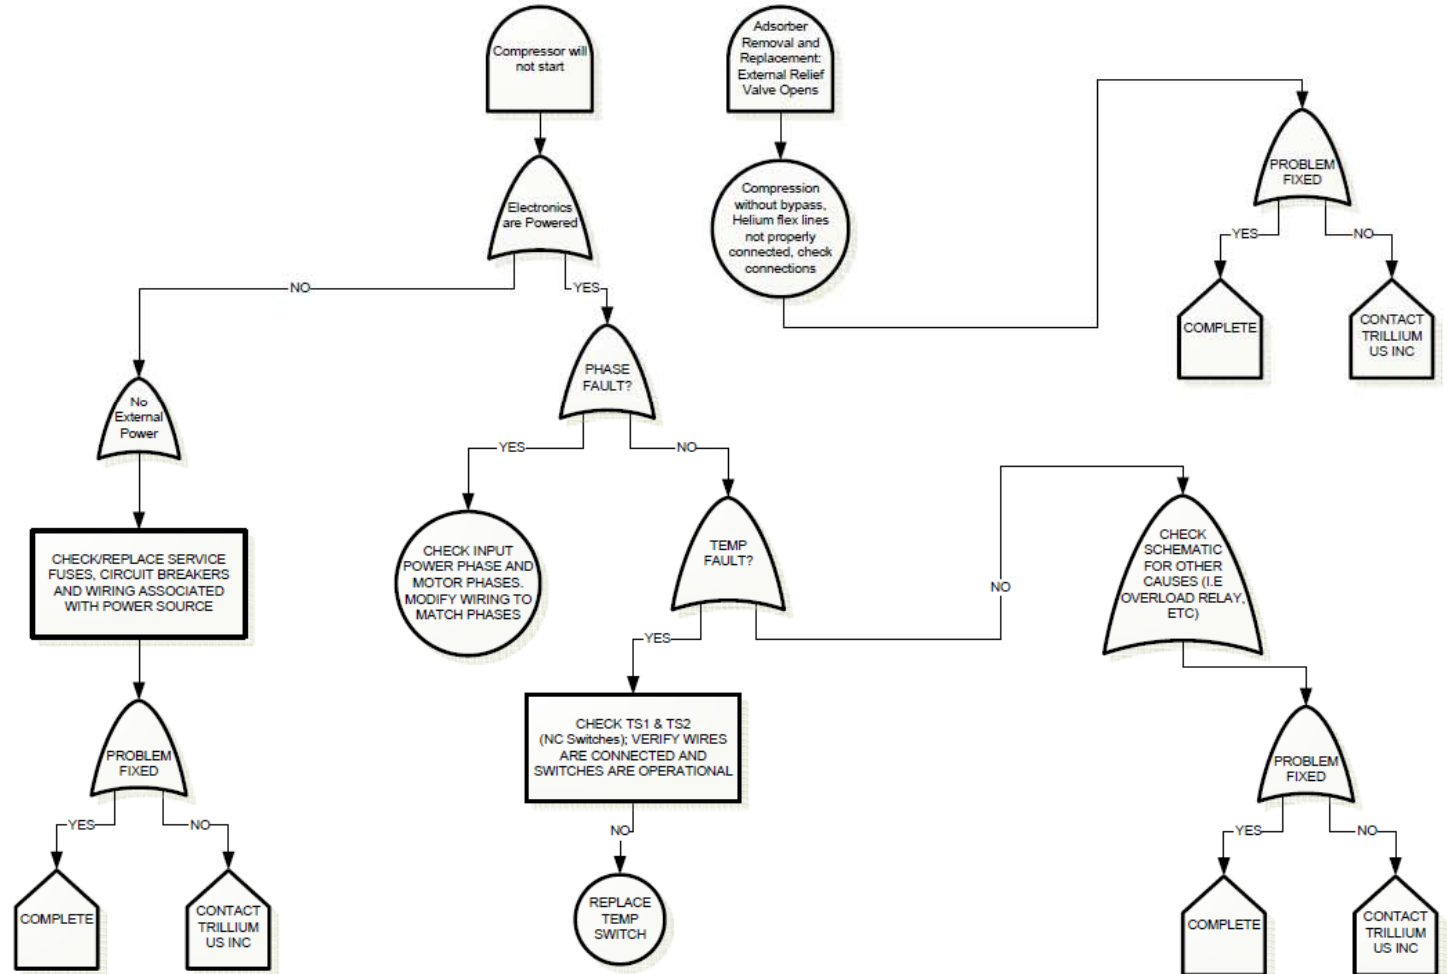 Compressor will
not start
Electronics
are Powered
NO
YES
No
External
Power
CHECK/REPLACE SERVICE
FUSES, CIRCUIT BREAKERS
AND WIRING ASSOCIATED
WITH POWER SOURCE
PROBLEM
FIXED
YES
NO
COMPLETE
CONTACT
TRILLIUM
US INC
PHASE
FAULT?
YES
NO
CHECK INPUT
POWER PHASE AND
MOTOR PHASES.
MODIFY WIRING TO
MATCH PHASES
TEMP
FAULT?
YES
NO
CHECK TS1 & TS2
(NC Switches); VERIFY WIRES
ARE CONNECTED AND
SWITCHES ARE OPERATIONAL
NO
REPLACE
TEMP
SWITCH
CHECK
SCHEMATIC
FOR OTHER
CAUSES (I.E
OVERLOAD RELAY,
ETC)
PROBLEM
FIXED
YES
NO
COMPLETE
CONTACT
TRILLIUM
US INC
Adsorber
Removal and
Replacement:
External Relief
Valve Opens
Compression
without bypass,
Helium flex lines
not properly
connected, check
connections
PROBLEM
FIXED
YES
NO
COMPLETE
CONTACT
TRILLIUM
US INC